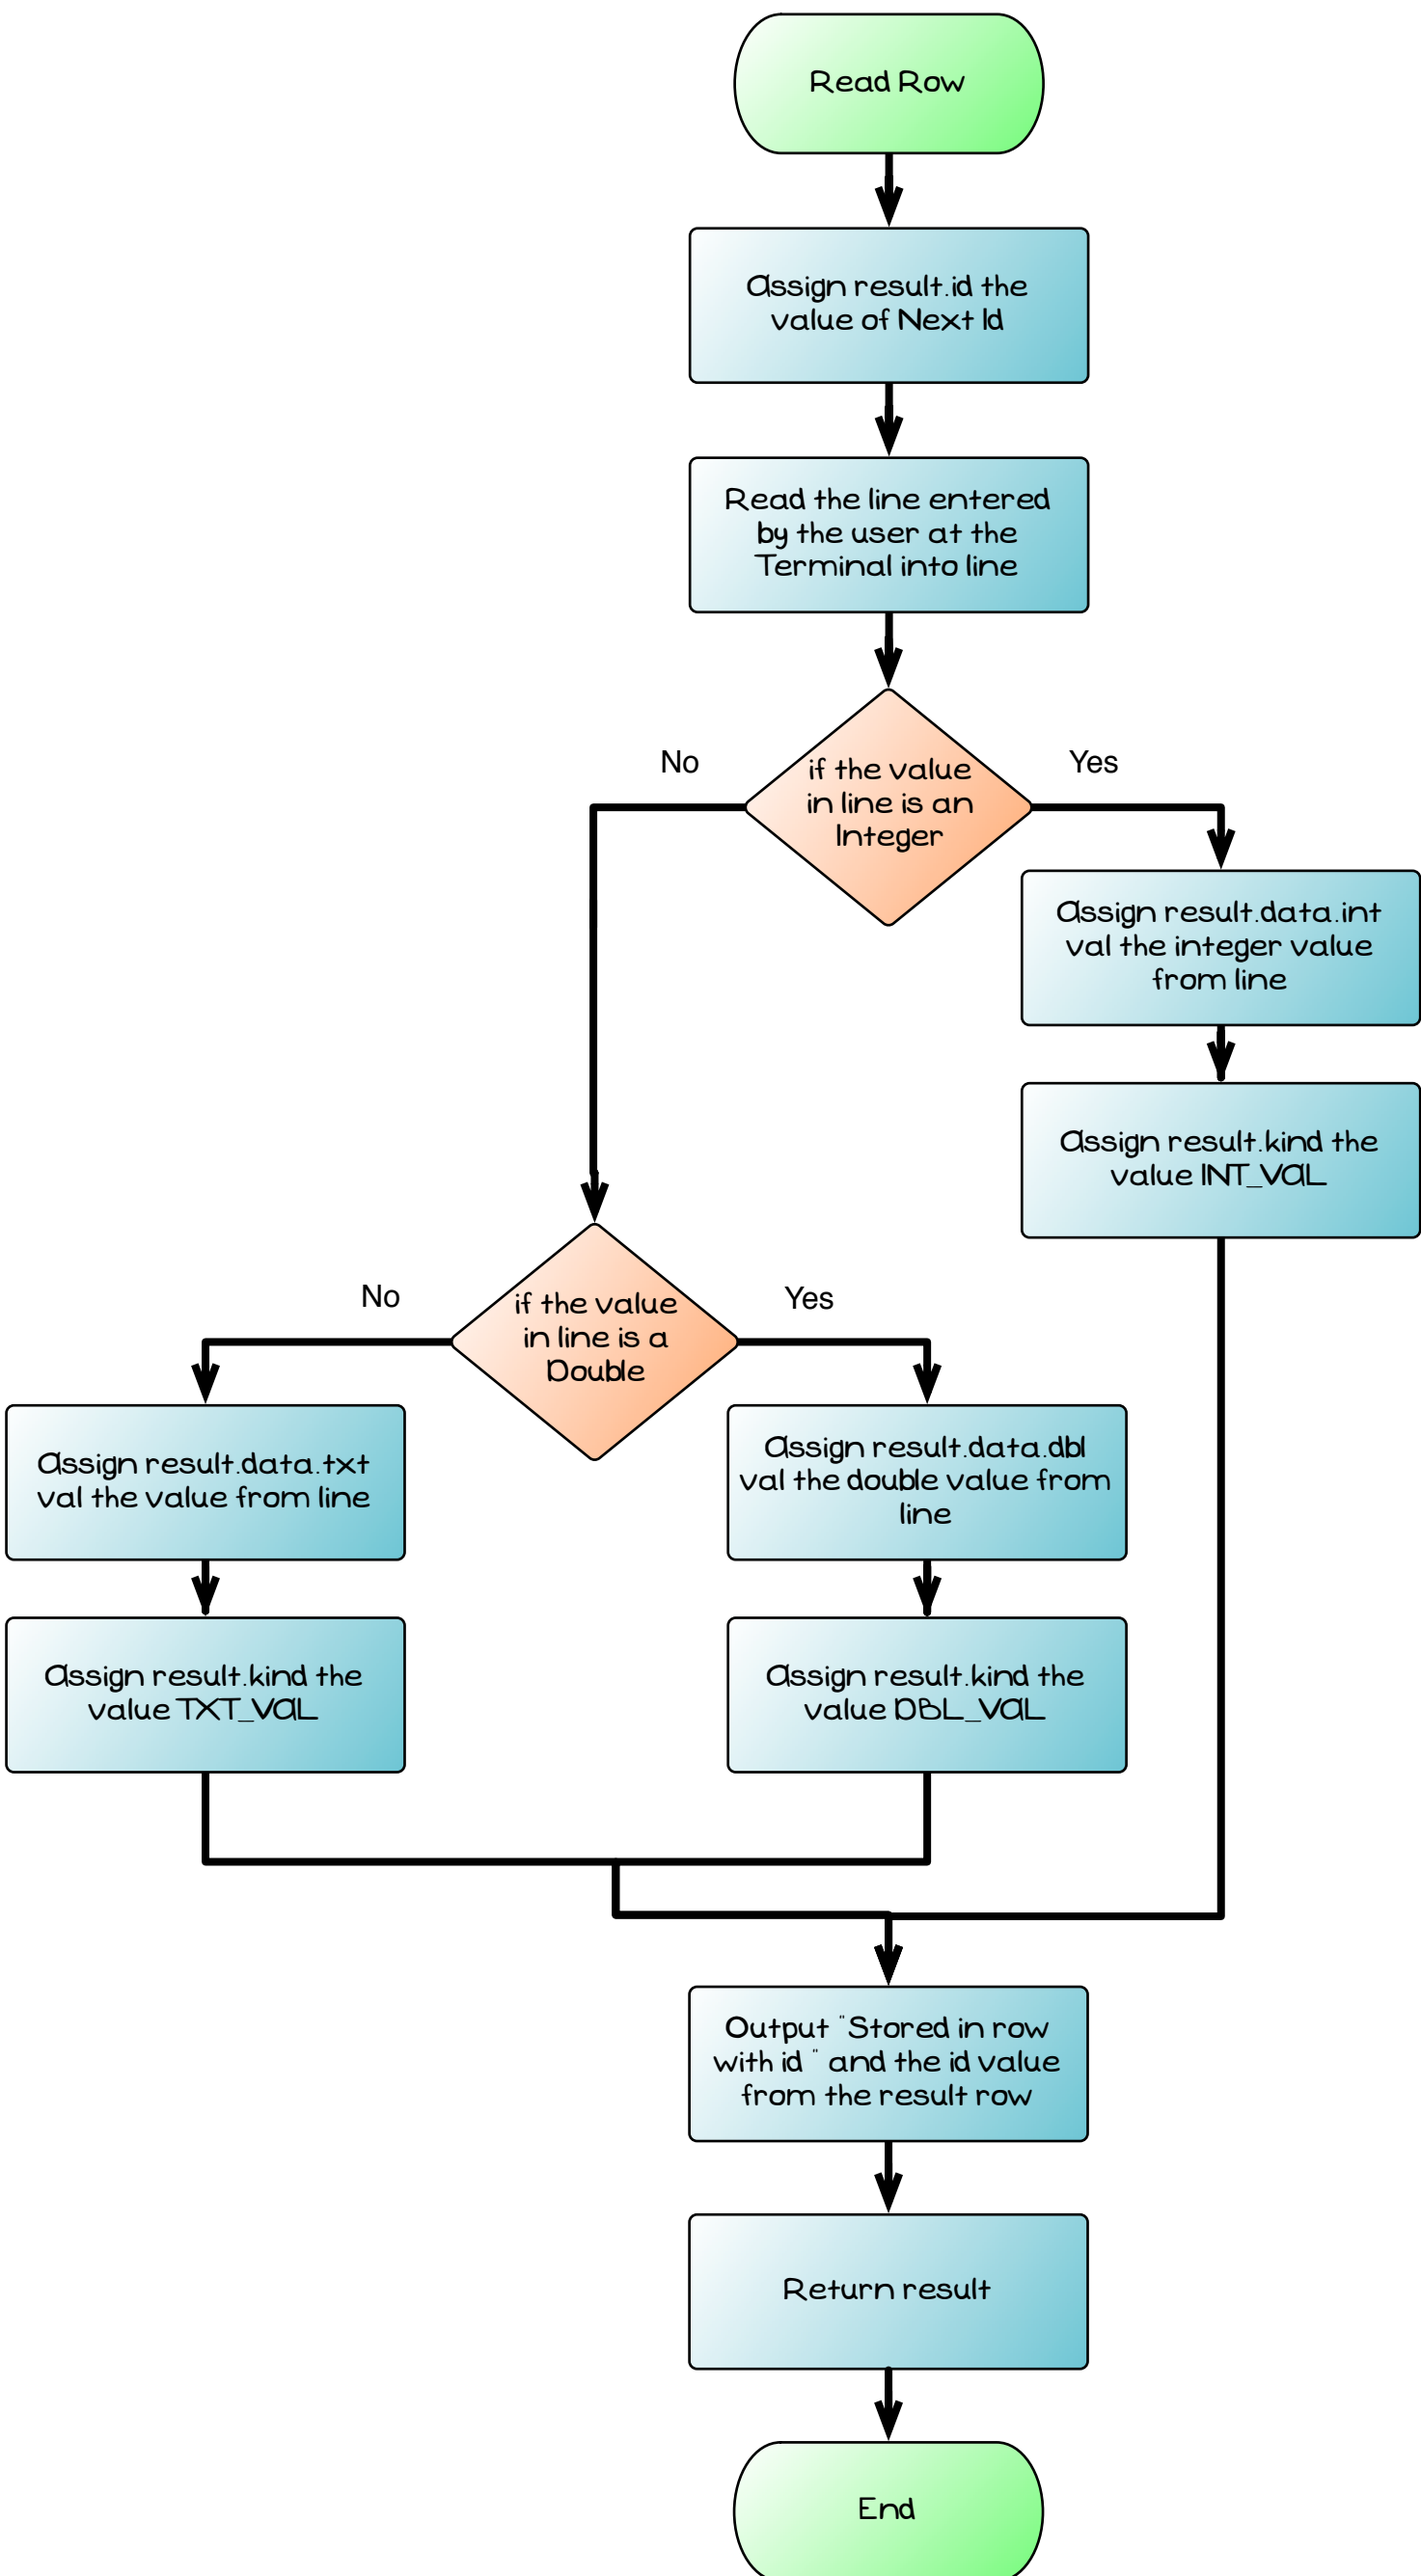 Read Row
Assign result.id the
value of Next Id
Read the line entered
by the user at the
Terminal into line
No
Yes
if the value
in line is an
Integer
Assign result.data.int
val the integer value
from line
Assign result.kind the
value INT_VAL
No
Yes
if the value
in line is a
Double
Assign result.data.txt
val the value from line
Assign result.data.dbl
val the double value from
line
Assign result.kind the
value TXT_VAL
Assign result.kind the
value DBL_VAL
Output "Stored in row
with id " and the id value
from the result row
Return result
End